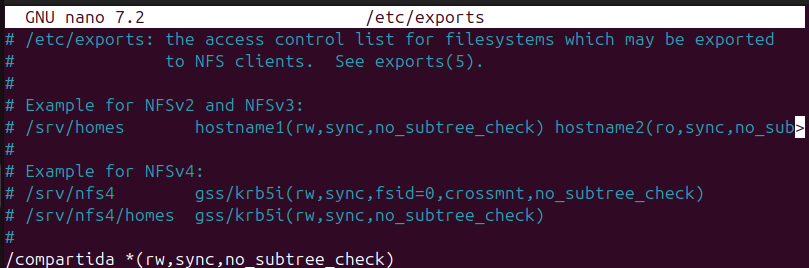 GNU nano 7.2 /etc/exports
# /etc/exports: the access control list for filesystems which may be exported
# to NFS clients. See exports(5).
#
# Example for NFSv2 and NFSv3:
# /srv/homes hostname1(rw,sync,no_subtree_check) hostname2(ro,sync,no_sub>
#
# Example for NFSv4:
# /srv/nfs4 gss/krb5i(rw,sync,fsid=0,crossmnt,no_subtree_check)
# /srv/nfs4/homes gss/krb5i(rw,sync,no_subtree_check)
#
/compartida *(rw,sync,no_subtree_check)